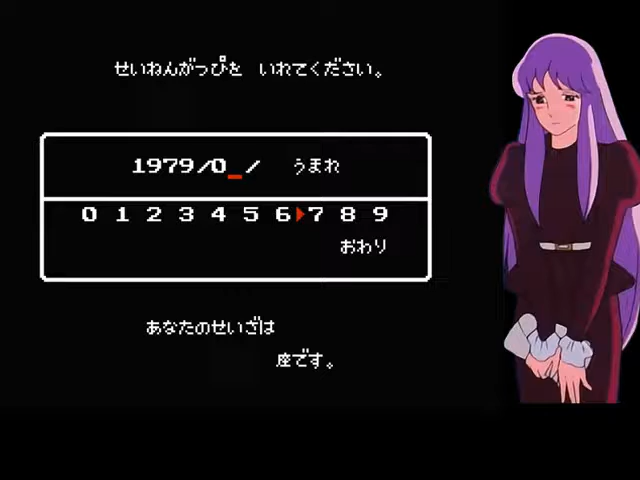 せいねんがっぴを いれてください。
1979/0_ / うまれ
0 1 2 3 4 5 6 7 8 9
おわり
あなたのせいざは
座です。